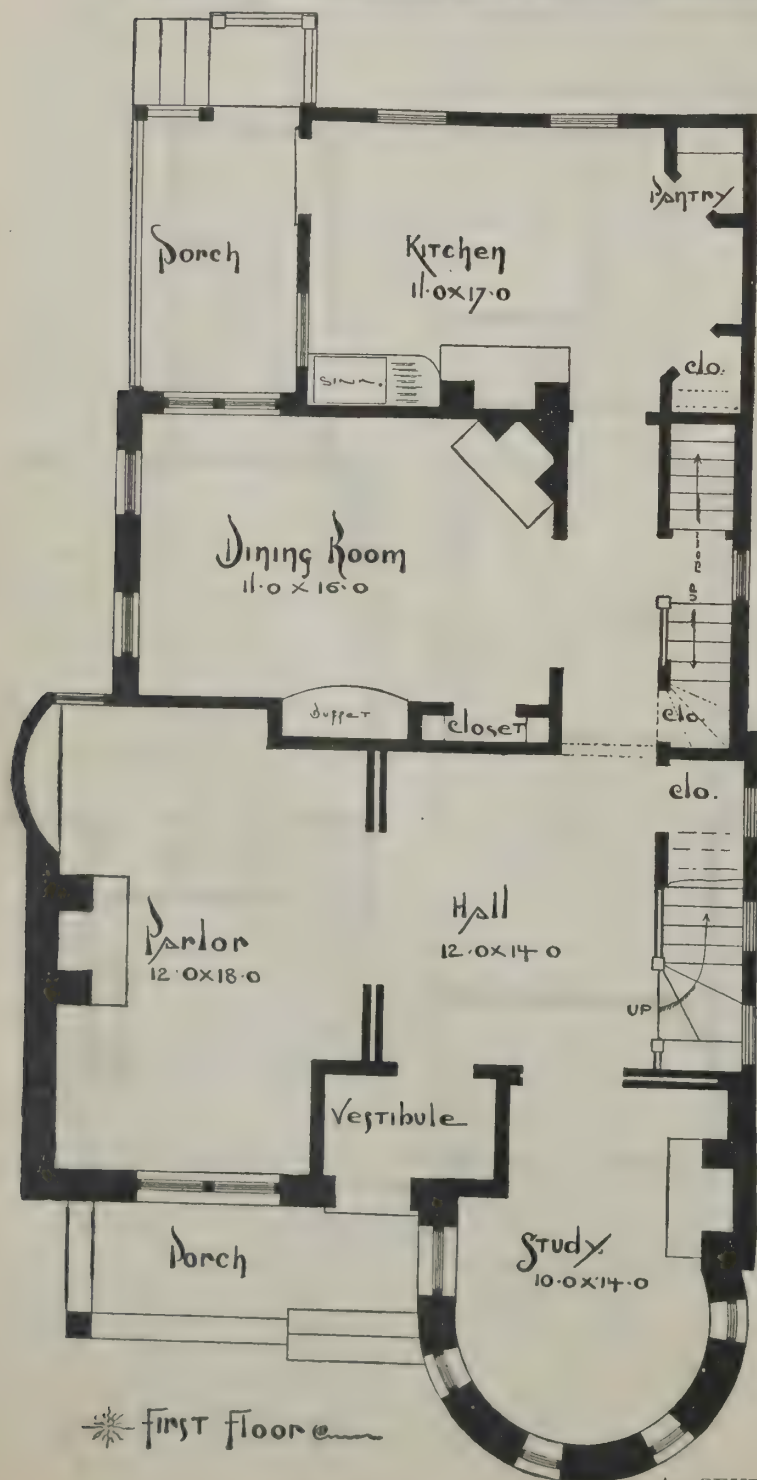 Porch
Kitchen
11.0x17.0
Pantry
clo.
Dining Room
11.0 x 16.0
UP
Buffet
closet
clo.
clo.
Parlor
12.0x18.0
Hall
12.0x14.0
UP
Vestibule
Porch
Study.
10.0x14.0
First Floor